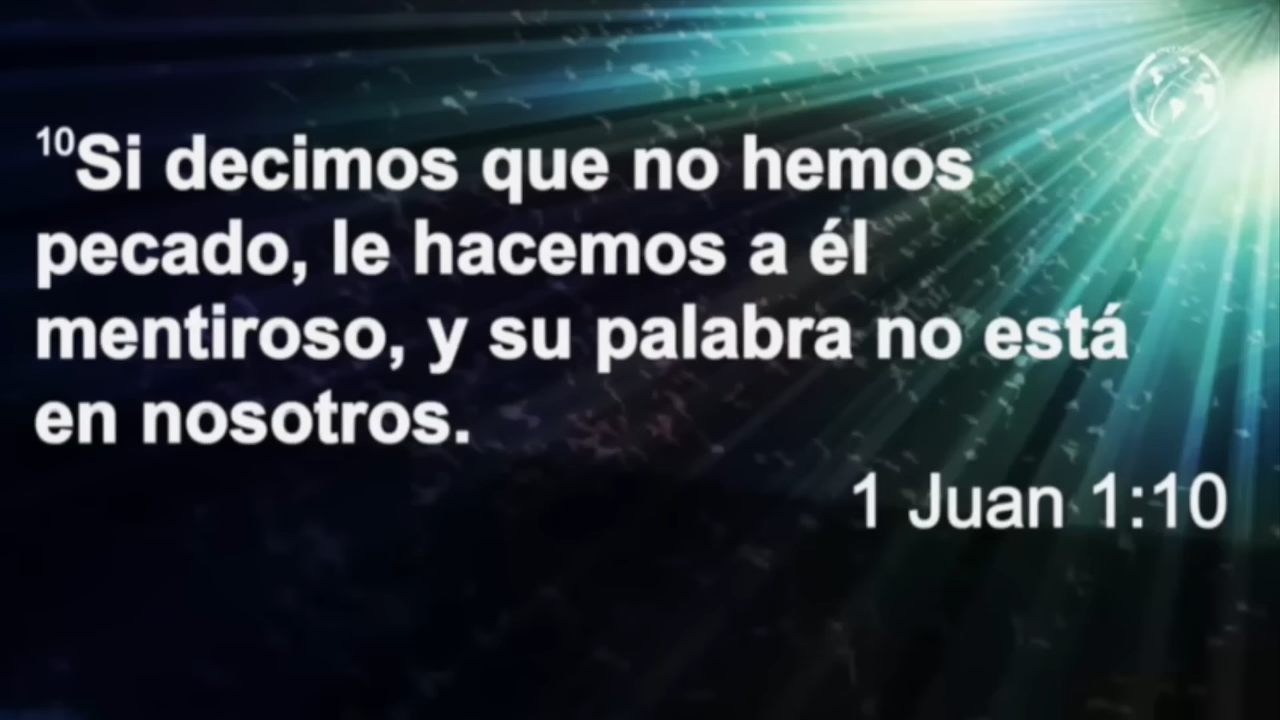 10Si decimos que no hemos
pecado, le hacemos a él
mentiroso, y su palabra no está
en nosotros.
1 Juan 1:10